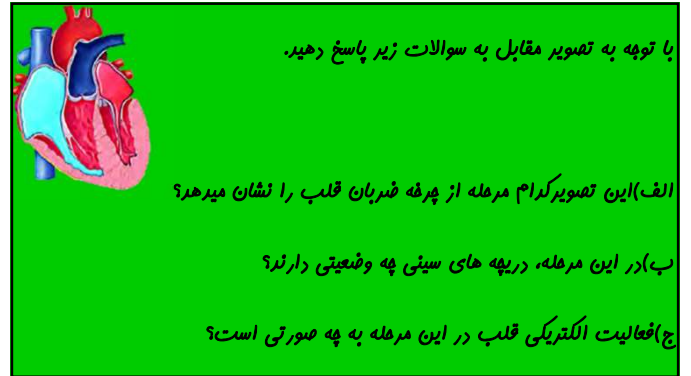 با توجه به تصویر مقابل به سوالات زیر پاسخ دهید.
الف)این تصویرکدام مرحله از چرخه ضربان قلب را نشان میدهد؟
ب)در این مرحله، دریچه های سینی چه وضعیتی دارند؟
ج)فعالیت الکتریکی قلب در این مرحله به چه صورتی است؟